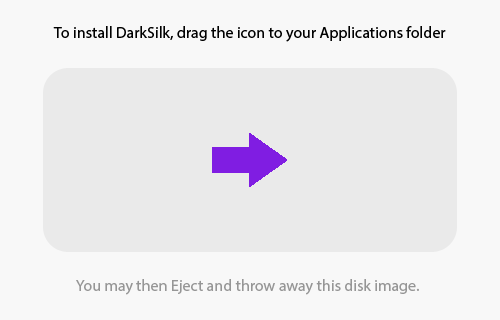 To install DarkSilk, drag the icon to your Applications folder
You may then Eject and throw away this disk image.